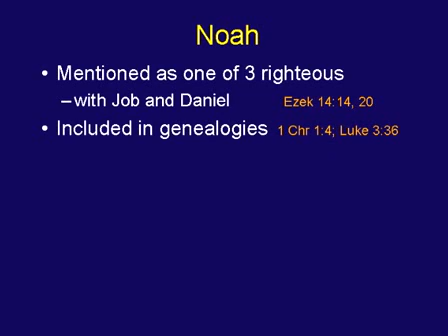 Noah
• Mentioned as one of 3 righteous
–with Job and Daniel Ezek 14:14, 20
• Included in genealogies 1 Chr 1:4; Luke 3:36